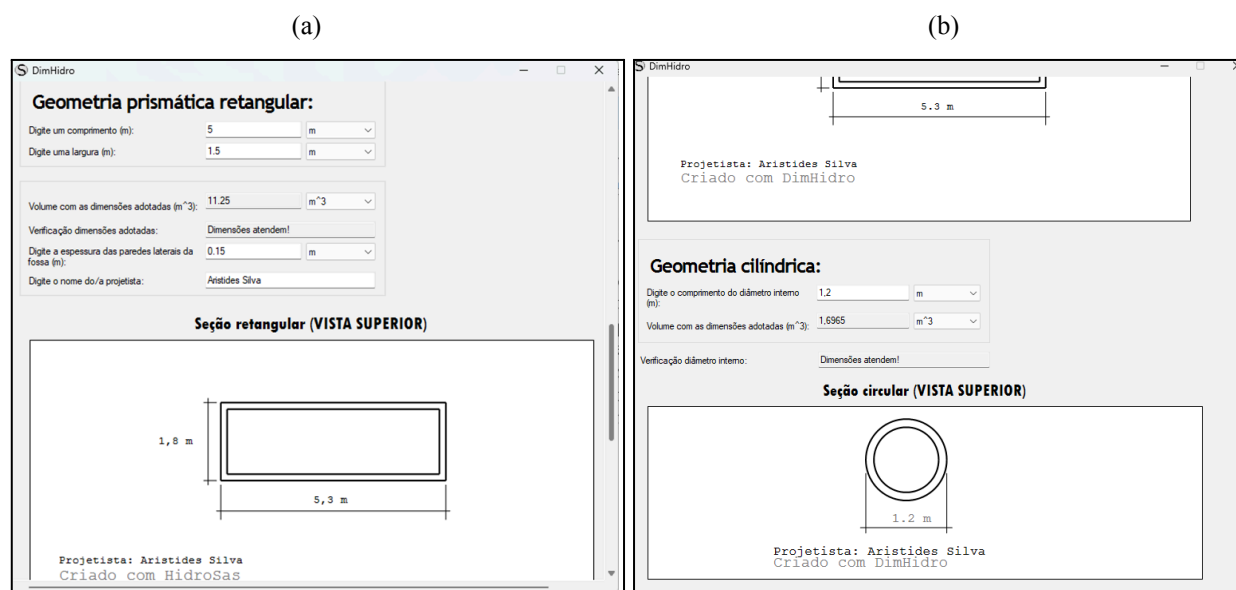 (a)
DimHidro
Geometria prismática retangular:
Digite um comprimento (m): 5 m
Digite uma largura (m): 1.5 m
Volume com as dimensões adotadas (m^3): 11.25 m^3
Verificação dimensões adotadas: Dimensões atendem!
Digite a espessura das paredes laterais da fossa (m): 0.15 m
Digite o nome do/a projetista: Aristides Silva
Seção retangular (VISTA SUPERIOR)
1,8 m
5,3 m
Projetista: Aristides Silva
Criado com HidroSas
(b)
DimHidro
5.3 m
Projetista: Aristides Silva
Criado com DimHidro
Geometria cilíndrica:
Digite o comprimento do diâmetro interno (m): 1,2 m
Volume com as dimensões adotadas (m^3): 1,6965 m^3
Verificação diâmetro interno: Dimensões atendem!
Seção circular (VISTA SUPERIOR)
1.2 m
Projetista: Aristides Silva
Criado com DimHidro